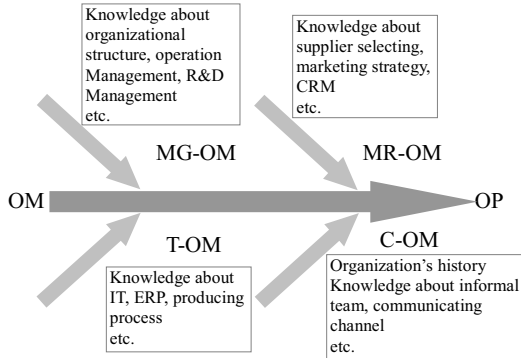 Knowledge about
organizational
structure, operation
Management, R&D
Management
etc.
Knowledge about
supplier selecting,
marketing strategy,
CRM
etc.
MG-OM
MR-OM
OM
OP
T-OM
C-OM
Knowledge about
IT, ERP, producing
process
etc.
Organization's history
Knowledge about informal
team, communicating
channel
etc.